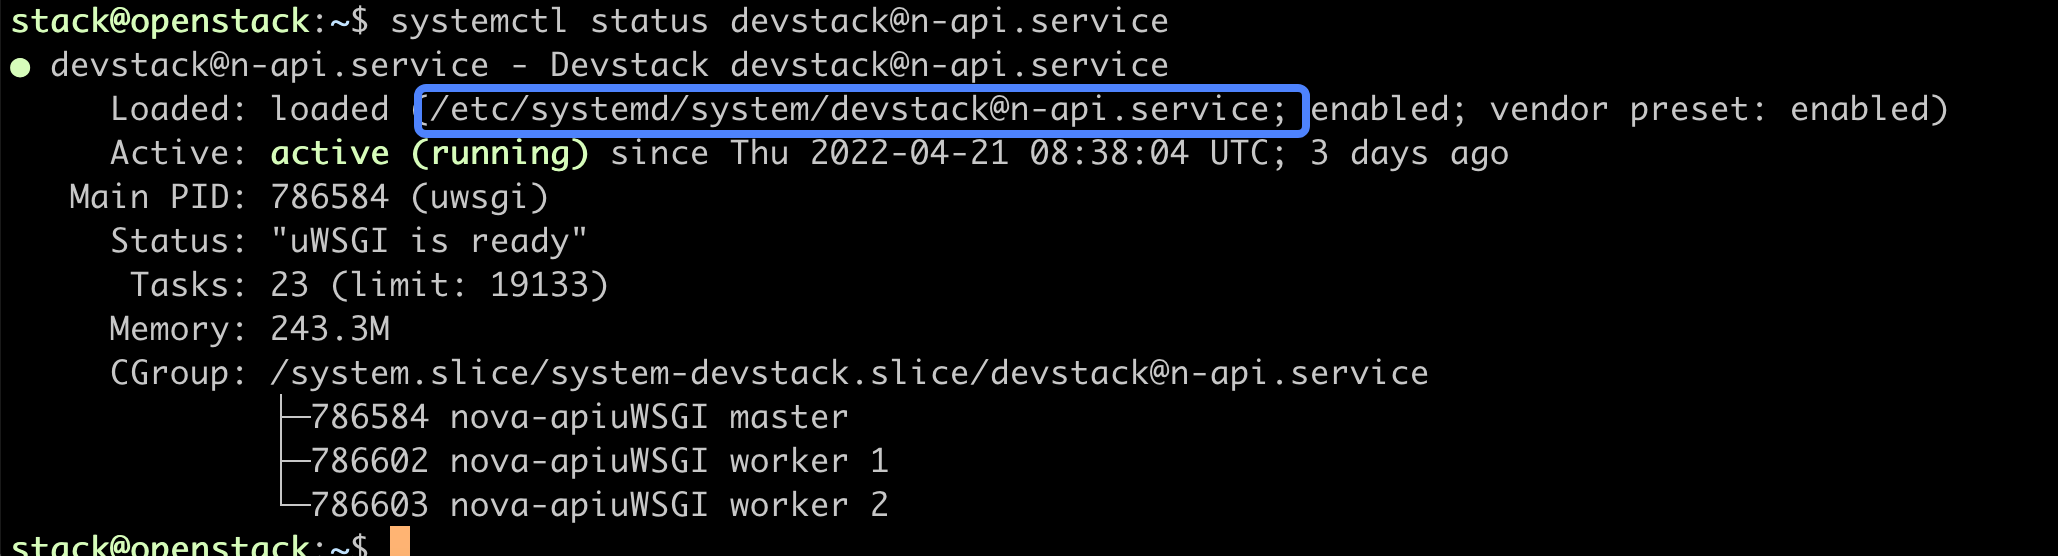 stack@openstack:~$ systemctl status devstack@n-api.service
● devstack@n-api.service - Devstack devstack@n-api.service
Loaded: loaded (/etc/systemd/system/devstack@n-api.service; enabled; vendor preset: enabled)
Active: active (running) since Thu 2022-04-21 08:38:04 UTC; 3 days ago
Main PID: 786584 (uwsgi)
Status: "uWSGI is ready"
Tasks: 23 (limit: 19133)
Memory: 243.3M
CGroup: /system.slice/system-devstack.slice/devstack@n-api.service
├─786584 nova-apiuWSGI master
├─786602 nova-apiuWSGI worker 1
└─786603 nova-apiuWSGI worker 2
stack@openstack:~$